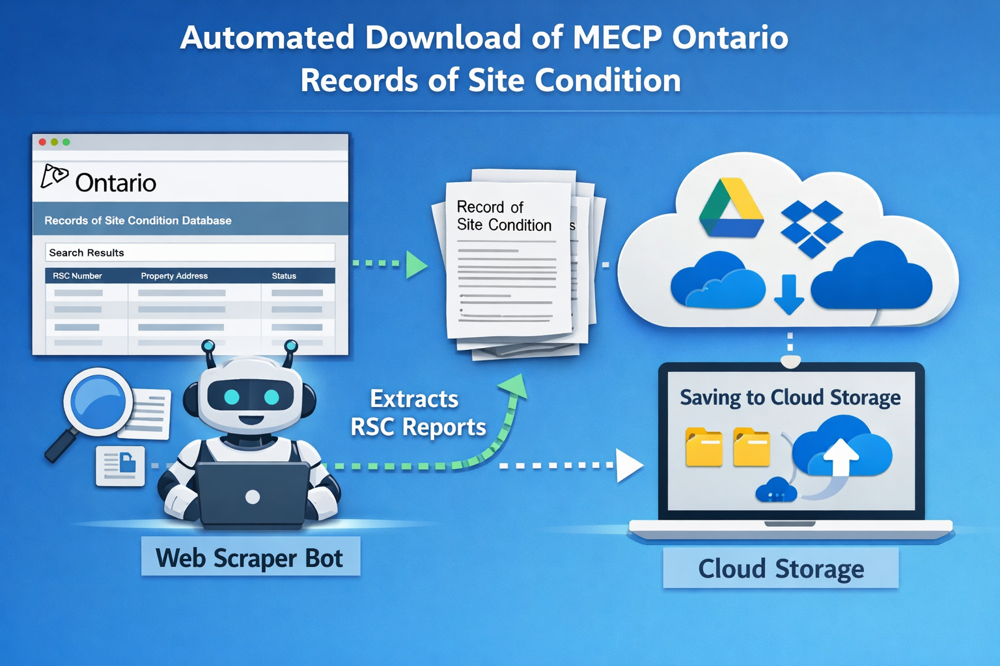 Automated Download of MECP Ontario
Records of Site Condition
Ontario
Records of Site Condition Database
Search Results
RSC Number Property Address Status
Record of
Site Condition
s
Extracts
RSC Reports
Saving to Cloud Storage
Web Scraper Bot
Cloud Storage